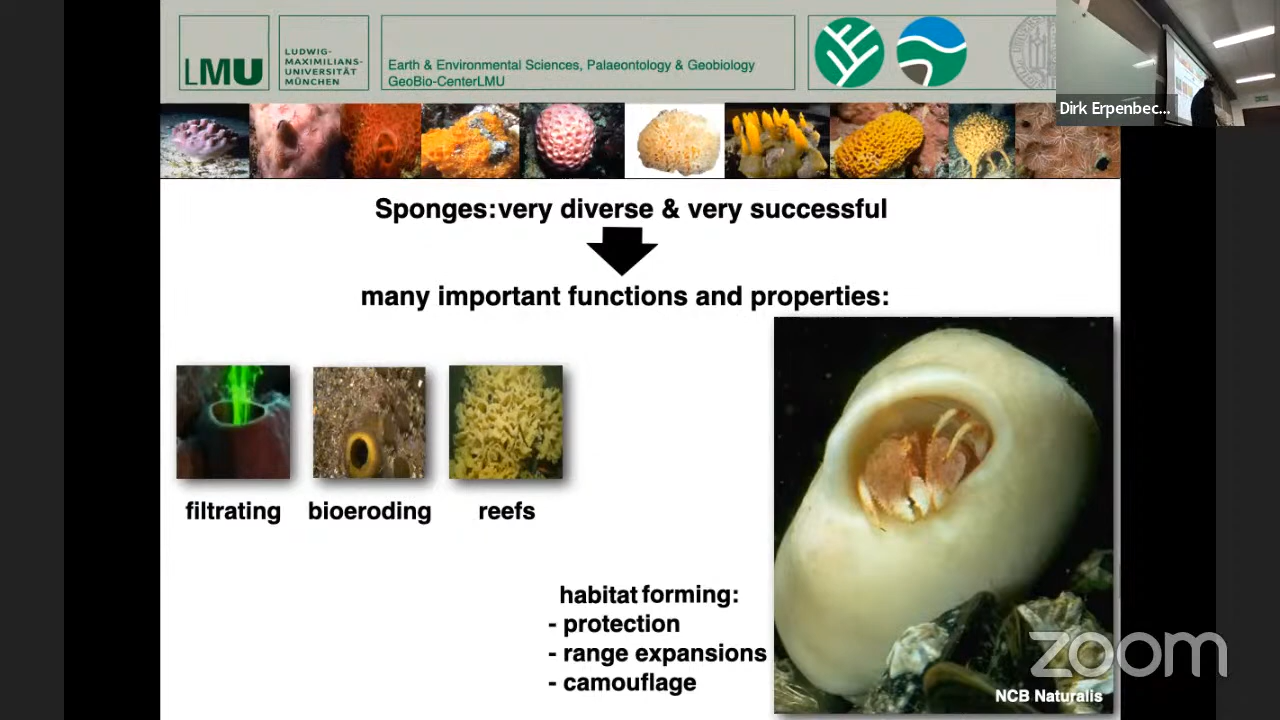 LMU
LUDWIG-
MAXIMILIANS-
UNIVERSITÄT
MÜNCHEN
Earth & Environmental Sciences, Palaeontology & Geobiology
GeoBio-CenterLMU
Dirk Erpenbec...
Sponges:very diverse & very successful
many important functions and properties:
filtrating
bioeroding
reefs
habitat forming:
- protection
- range expansions
- camouflage
NCB Naturalis
zoom